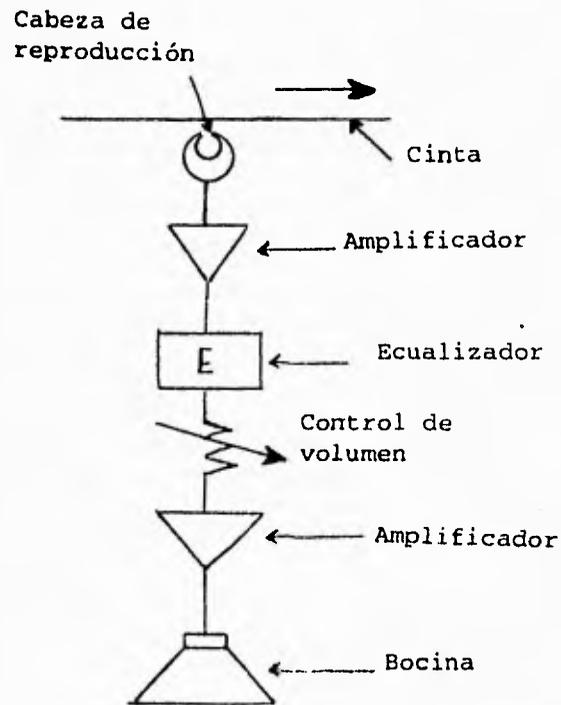 Cabeza de
reproducción
Cinta
Amplificador
E
Ecualizador
Control de
volumen
Amplificador
Bocina